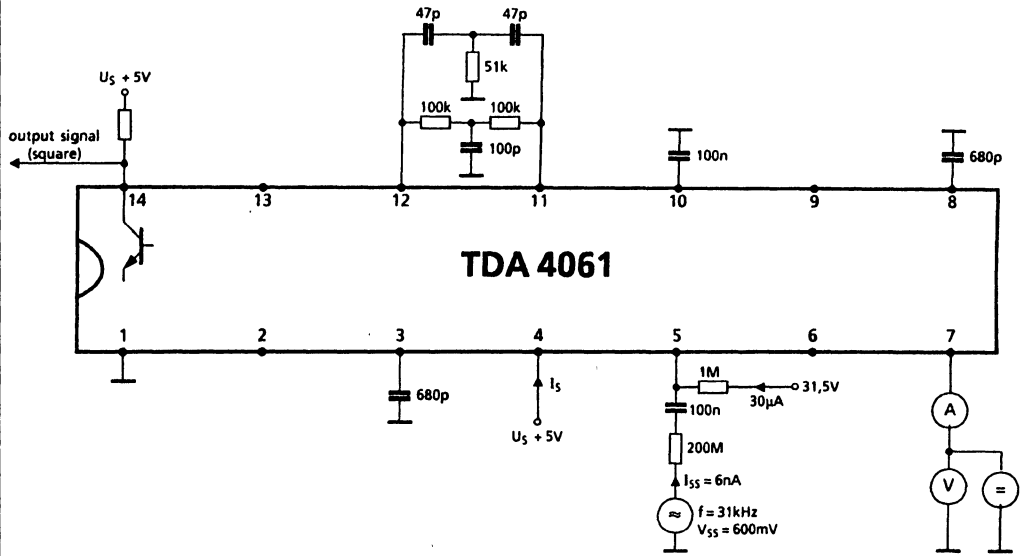 47p 47p
51k
U_S + 5V
100k 100k
output signal
(square)
100p
100n
680p
14 13 12 11 10 9 8
TDA 4061
1 2 3 4 5 6 7
1M
I_S
31,5V
30µA
680p
100n
A
U_S + 5V
200M
I_SS = 6nA
V
=
≈
f = 31kHz
V_SS = 600mV